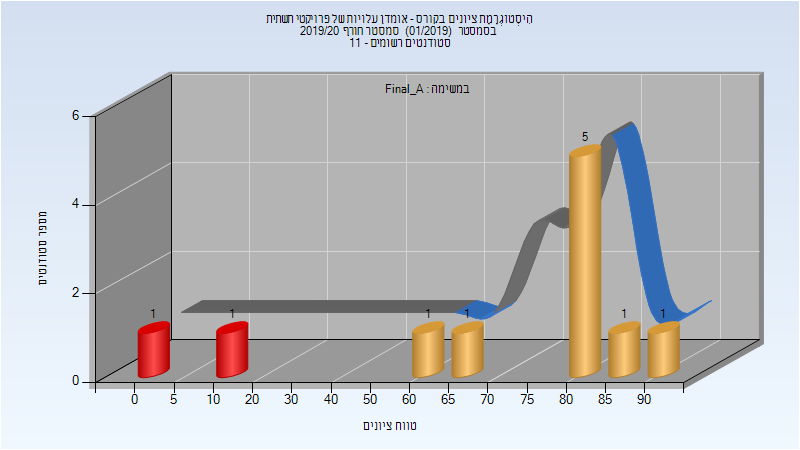 היסטוגרמת ציונים בקורס - אומדן עלויות של פרויקטי תשתית
בסמסטר (01/2019) סמסטר חורף 2019/20
סטודנטים רשומים - 11
במשימה : Final_A
מספר סטודנטים
6
4
2
0
1
1
1
1
5
1
1
0 5 10 20 30 40 50 60 65 70 75 80 85 90
טווח ציונים